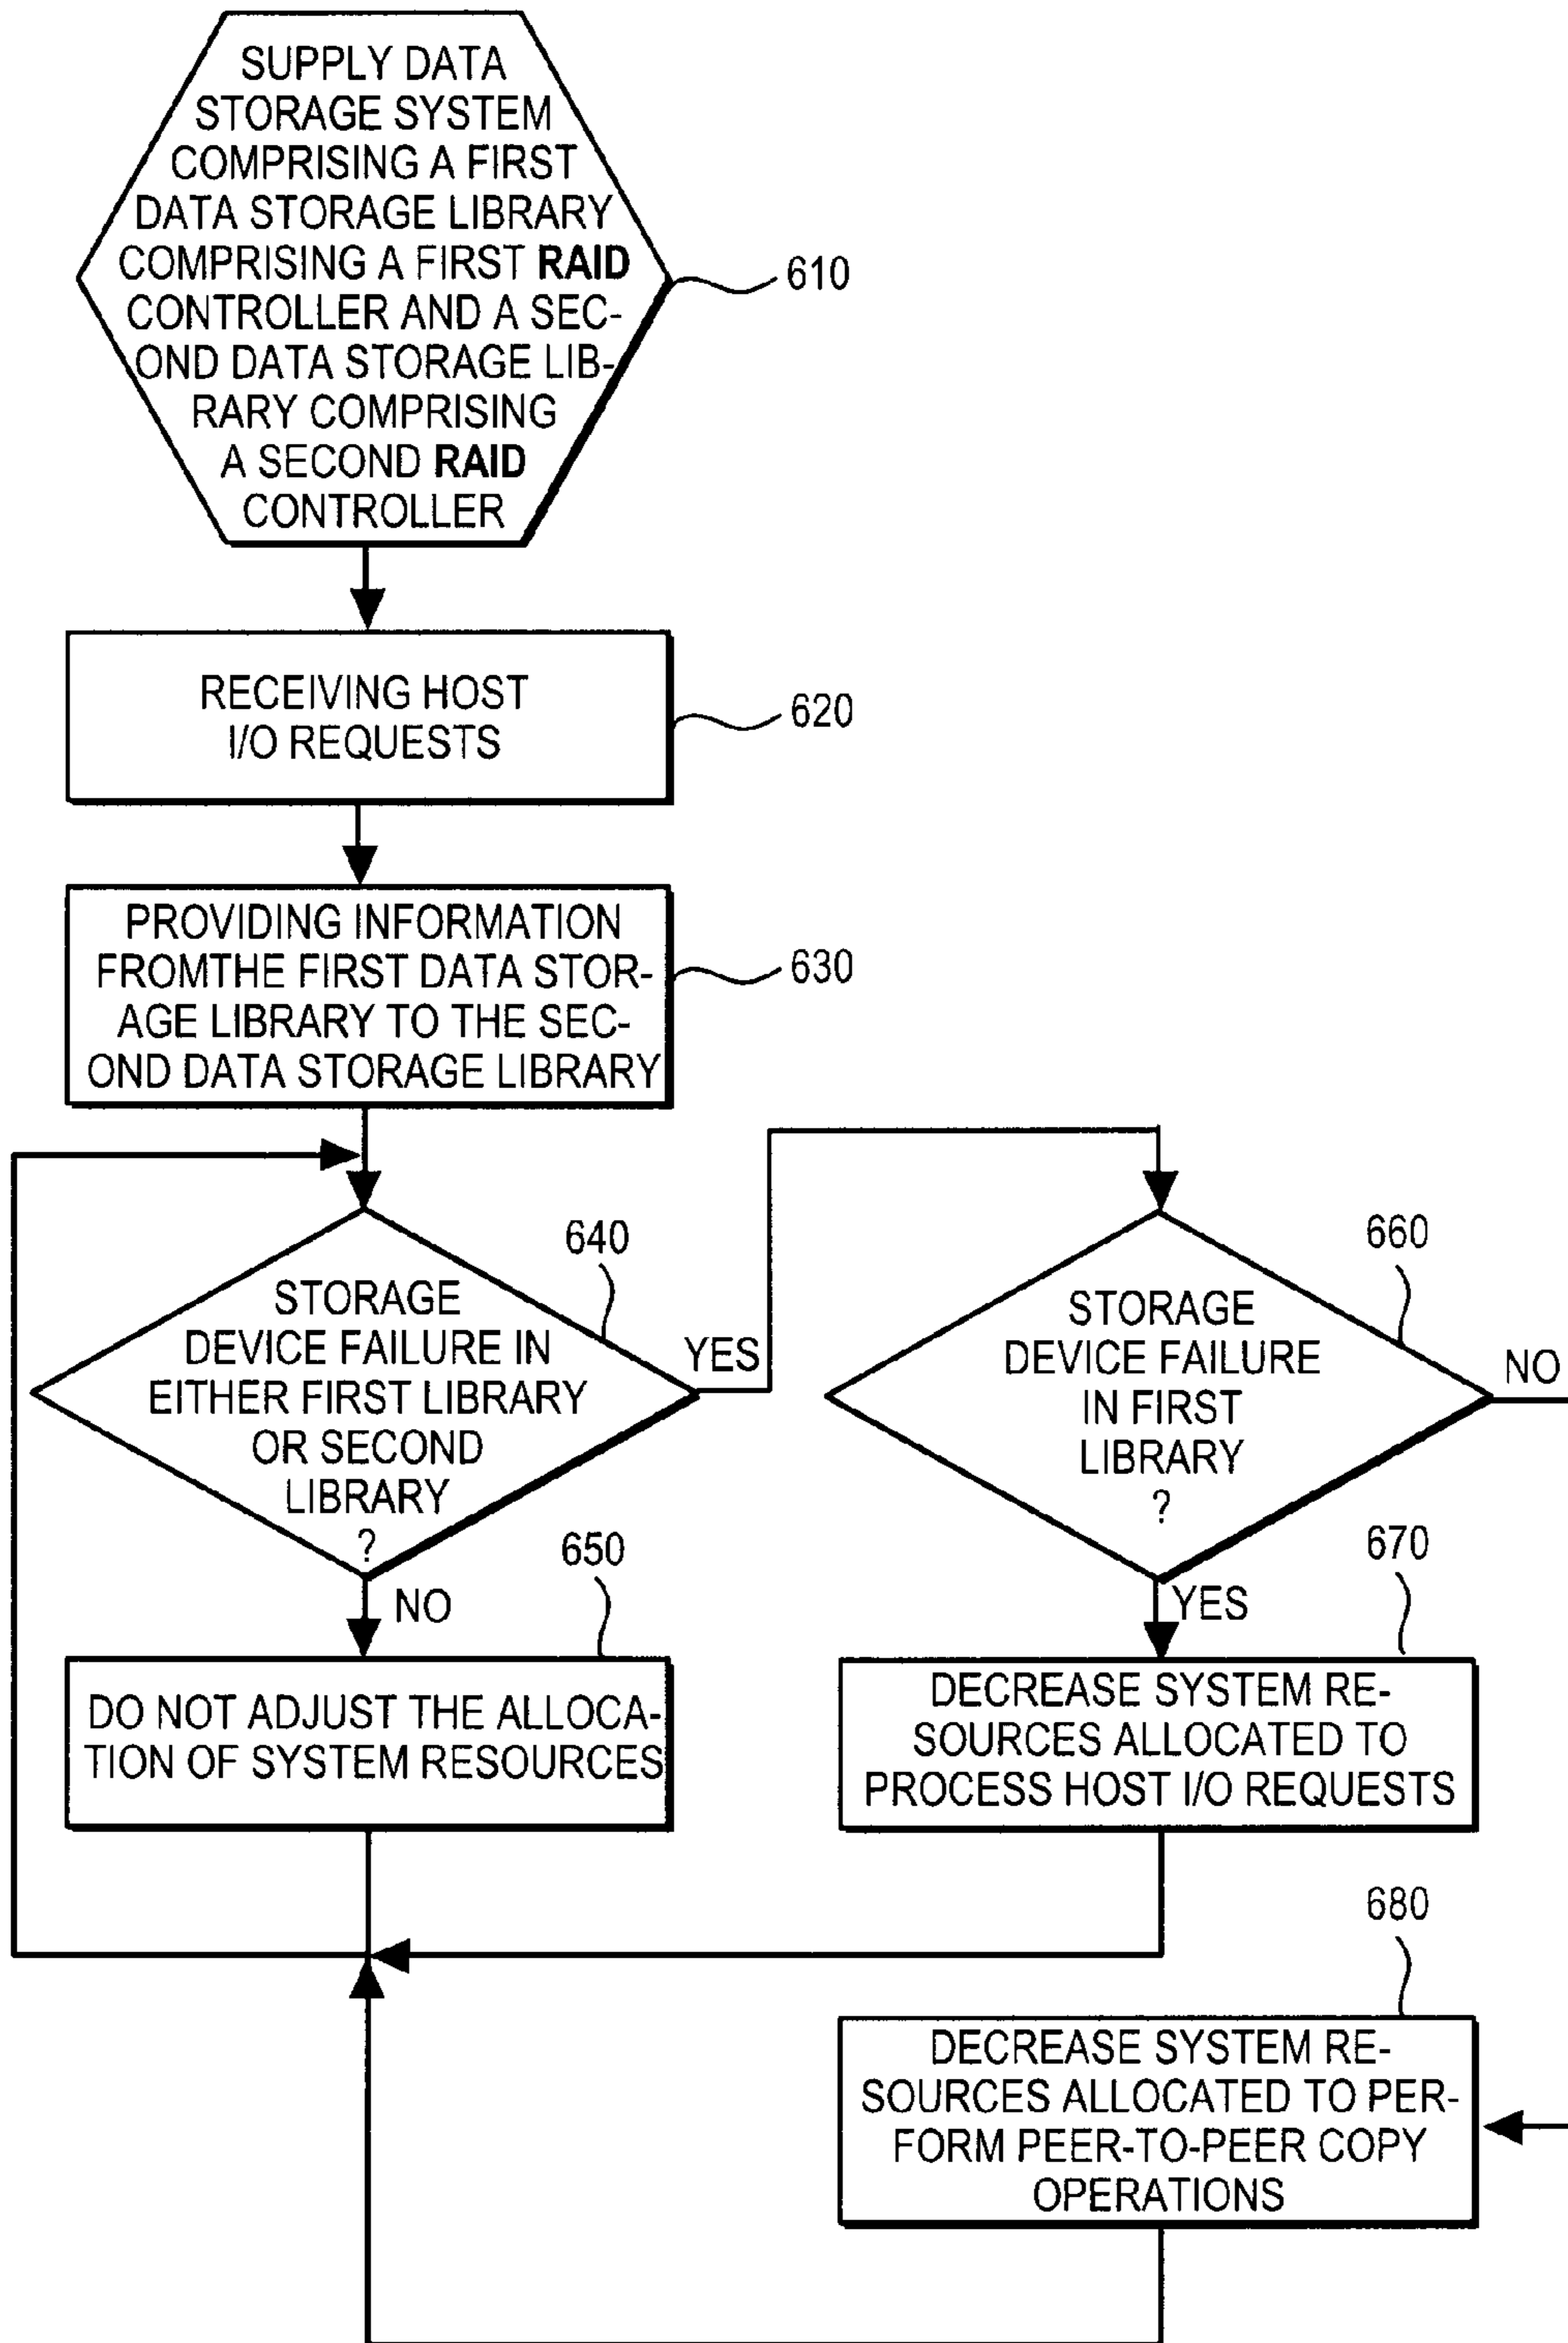 SUPPLY DATA
STORAGE SYSTEM
COMPRISING A FIRST
DATA STORAGE LIBRARY
COMPRISING A FIRST RAID
CONTROLLER AND A SEC-
OND DATA STORAGE LIB-
RARY COMPRISING
A SECOND RAID
CONTROLLER
610
RECEIVING HOST
I/O REQUESTS
620
PROVIDING INFORMATION
FROMTHE FIRST DATA STOR-
AGE LIBRARY TO THE SEC-
OND DATA STORAGE LIBRARY
630
640
STORAGE
DEVICE FAILURE IN
EITHER FIRST LIBRARY
OR SECOND
LIBRARY
?
YES
NO
650
DO NOT ADJUST THE ALLOCA-
TION OF SYSTEM RESOURCES
660
STORAGE
DEVICE FAILURE
IN FIRST
LIBRARY
?
NO
YES
670
DECREASE SYSTEM RE-
SOURCES ALLOCATED TO
PROCESS HOST I/O REQUESTS
680
DECREASE SYSTEM RE-
SOURCES ALLOCATED TO PER-
FORM PEER-TO-PEER COPY
OPERATIONS